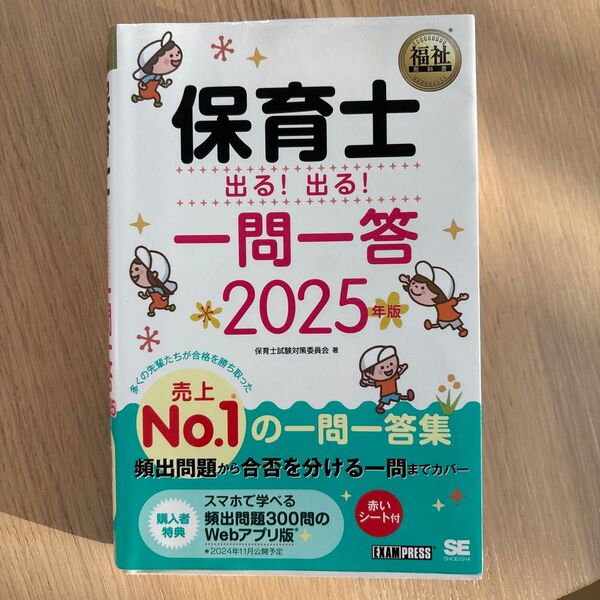 福祉
教科書
保育士
出る！出る！
一問一答
2025年版
保育士試験対策委員会 著
多くの先輩たちが合格を勝ち取った
売上
No.1※の一問一答集
頻出問題から合否を分ける一問までカバー
購入者
特典
スマホで学べる
頻出問題300問の
Webアプリ版*
*2024年11月公開予定
赤い
シート付
EXAMPRESS®
SE
SHOEISHA